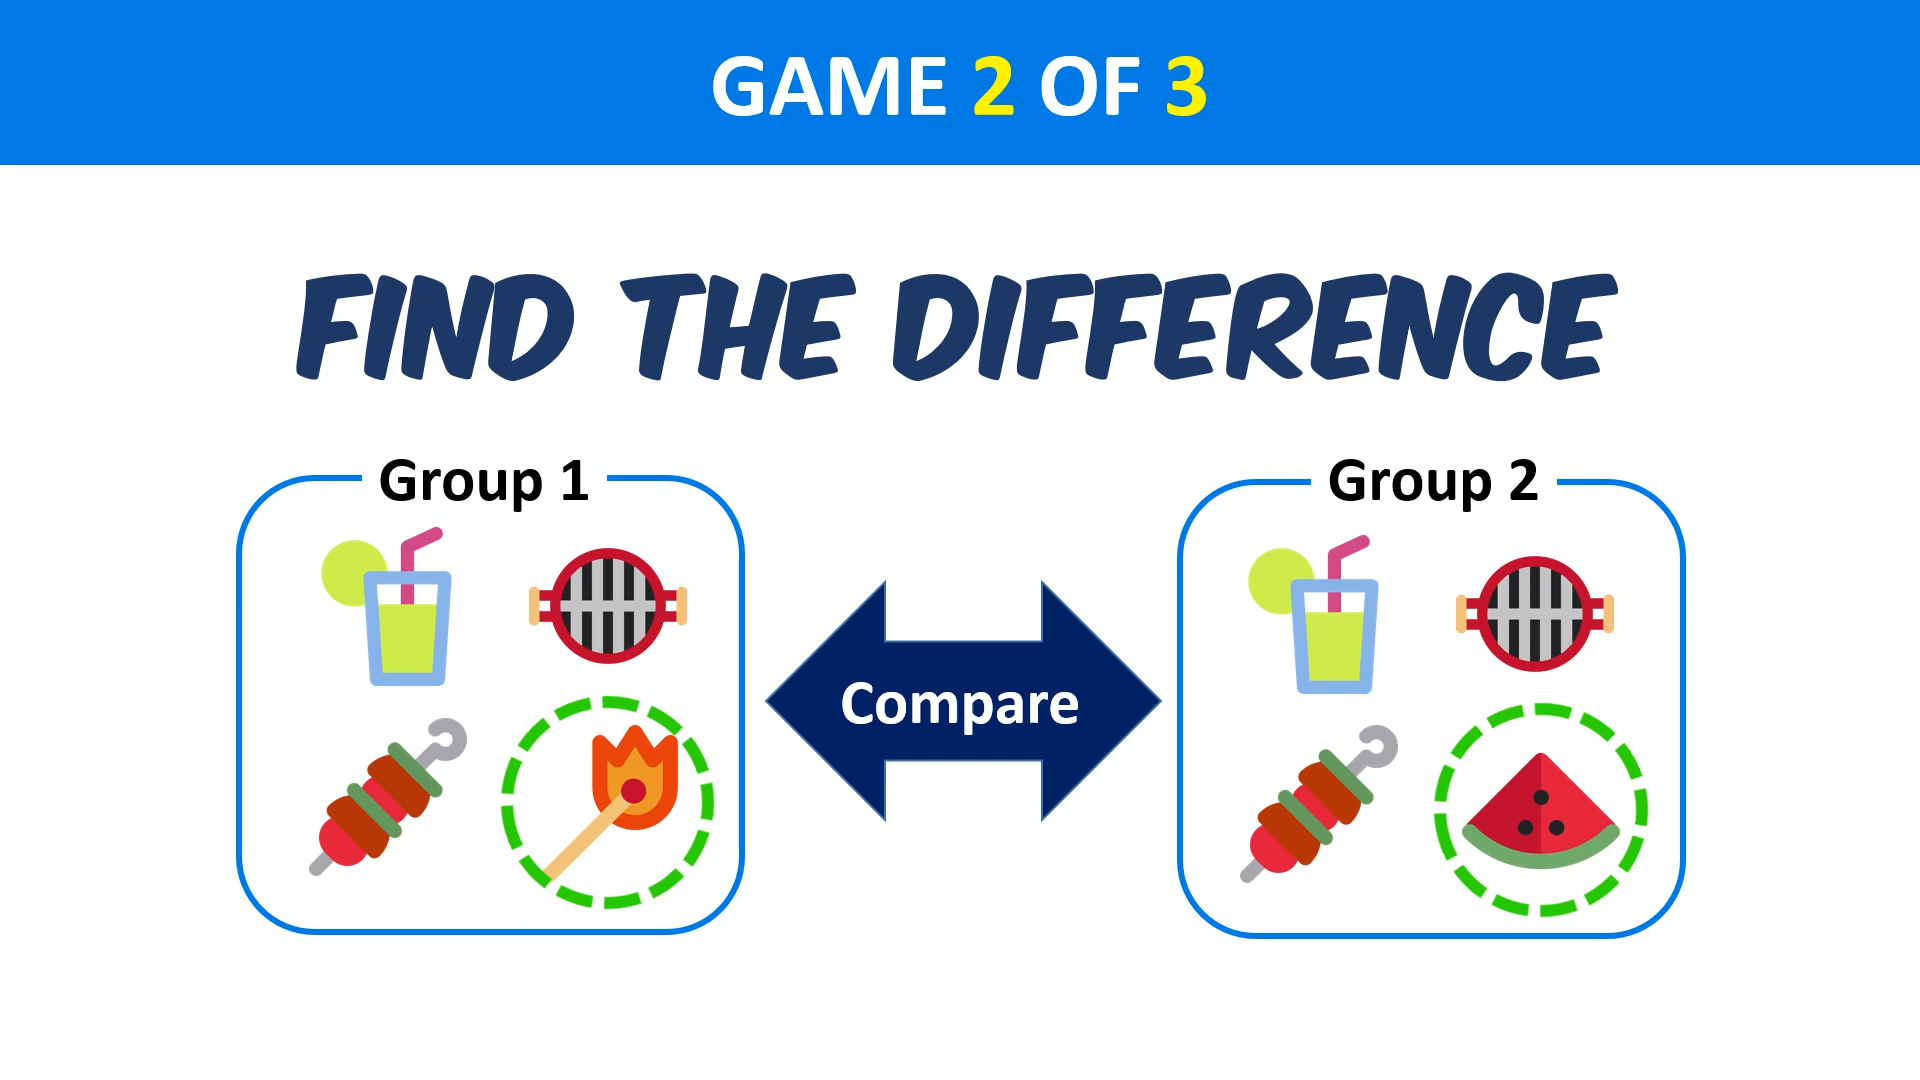 GAME 2 OF 3
FIND THE DIFFERENCE
Group 1
Group 2
Compare